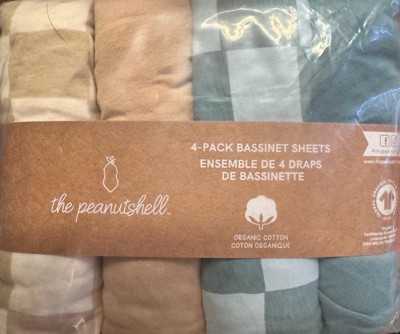 4-PACK BASSINET SHEETS
ENSEMBLE DE 4 DRAPS
DE BASSINETTE
the peanutshell
ORGANIC COTTON
COTON ORGANIQUE